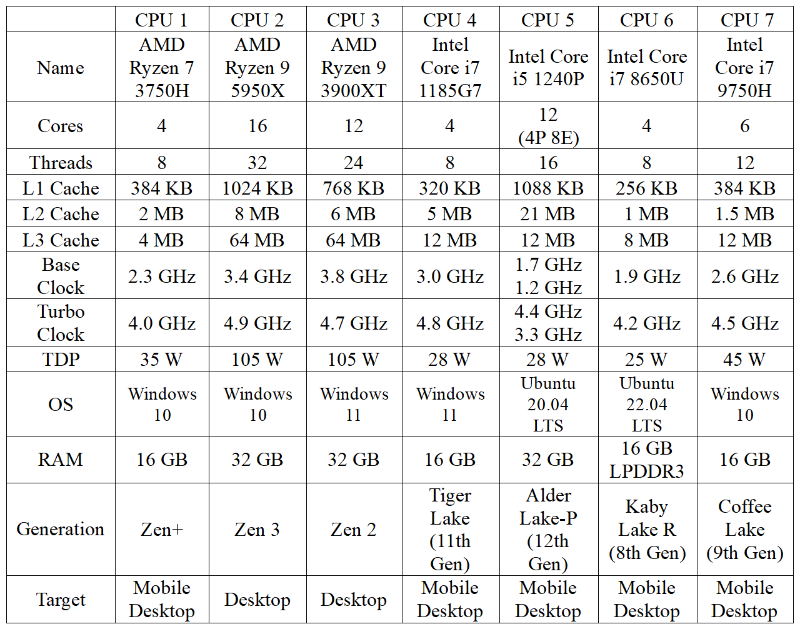 CPU 1 CPU 2 CPU 3 CPU 4 CPU 5 CPU 6 CPU 7
Name AMD Ryzen 7 3750H AMD Ryzen 9 5950X AMD Ryzen 9 3900XT Intel Core i7 1185G7 Intel Core i5 1240P Intel Core i7 8650U Intel Core i7 9750H
Cores 4 16 12 4 12 (4P 8E) 4 6
Threads 8 32 24 8 16 8 12
L1 Cache 384 KB 1024 KB 768 KB 320 KB 1088 KB 256 KB 384 KB
L2 Cache 2 MB 8 MB 6 MB 5 MB 21 MB 1 MB 1.5 MB
L3 Cache 4 MB 64 MB 64 MB 12 MB 12 MB 8 MB 12 MB
Base Clock 2.3 GHz 3.4 GHz 3.8 GHz 3.0 GHz 1.7 GHz 1.2 GHz 1.9 GHz 2.6 GHz
Turbo Clock 4.0 GHz 4.9 GHz 4.7 GHz 4.8 GHz 4.4 GHz 3.3 GHz 4.2 GHz 4.5 GHz
TDP 35 W 105 W 105 W 28 W 28 W 25 W 45 W
OS Windows 10 Windows 10 Windows 11 Windows 11 Ubuntu 20.04 LTS Ubuntu 22.04 LTS Windows 10
RAM 16 GB 32 GB 32 GB 16 GB 32 GB 16 GB LPDDR3 16 GB
Generation Zen+ Zen 3 Zen 2 Tiger Lake (11th Gen) Alder Lake-P (12th Gen) Kaby Lake R (8th Gen) Coffee Lake (9th Gen)
Target Mobile Desktop Desktop Desktop Mobile Desktop Mobile Desktop Mobile Desktop Mobile Desktop